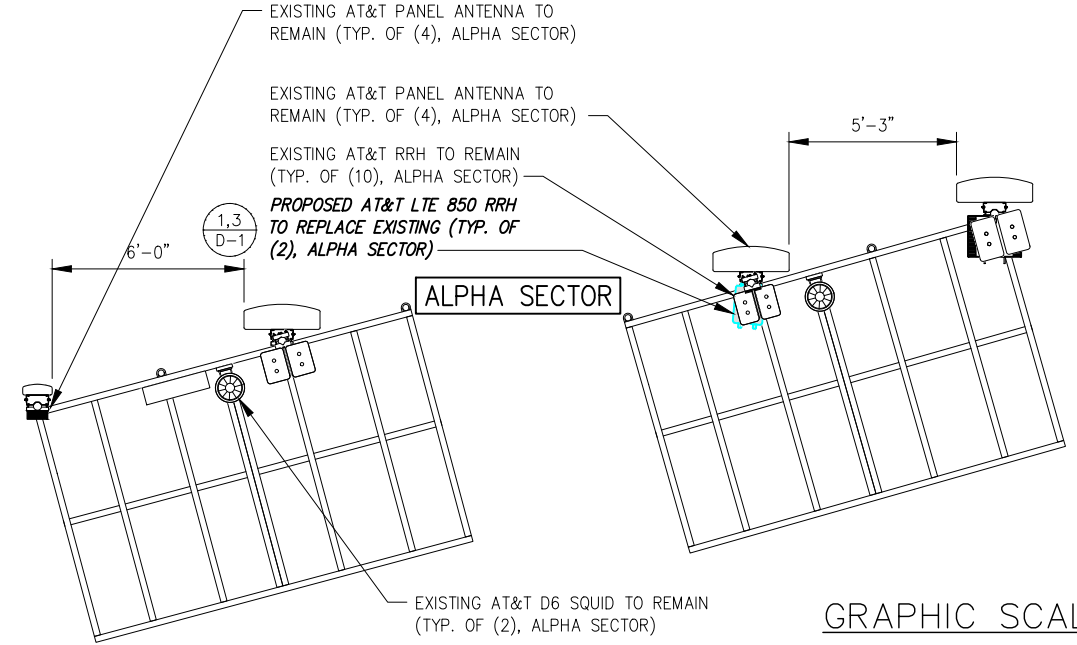 EXISTING AT&T PANEL ANTENNA TO
REMAIN (TYP. OF (4), ALPHA SECTOR)
EXISTING AT&T PANEL ANTENNA TO
REMAIN (TYP. OF (4), ALPHA SECTOR)
5'-3"
EXISTING AT&T RRH TO REMAIN
(TYP. OF (10), ALPHA SECTOR)
1,3
D-1
PROPOSED AT&T LTE 850 RRH
TO REPLACE EXISTING (TYP. OF
(2), ALPHA SECTOR)
6'-0"
ALPHA SECTOR
EXISTING AT&T D6 SQUID TO REMAIN
(TYP. OF (2), ALPHA SECTOR)
GRAPHIC SCAL